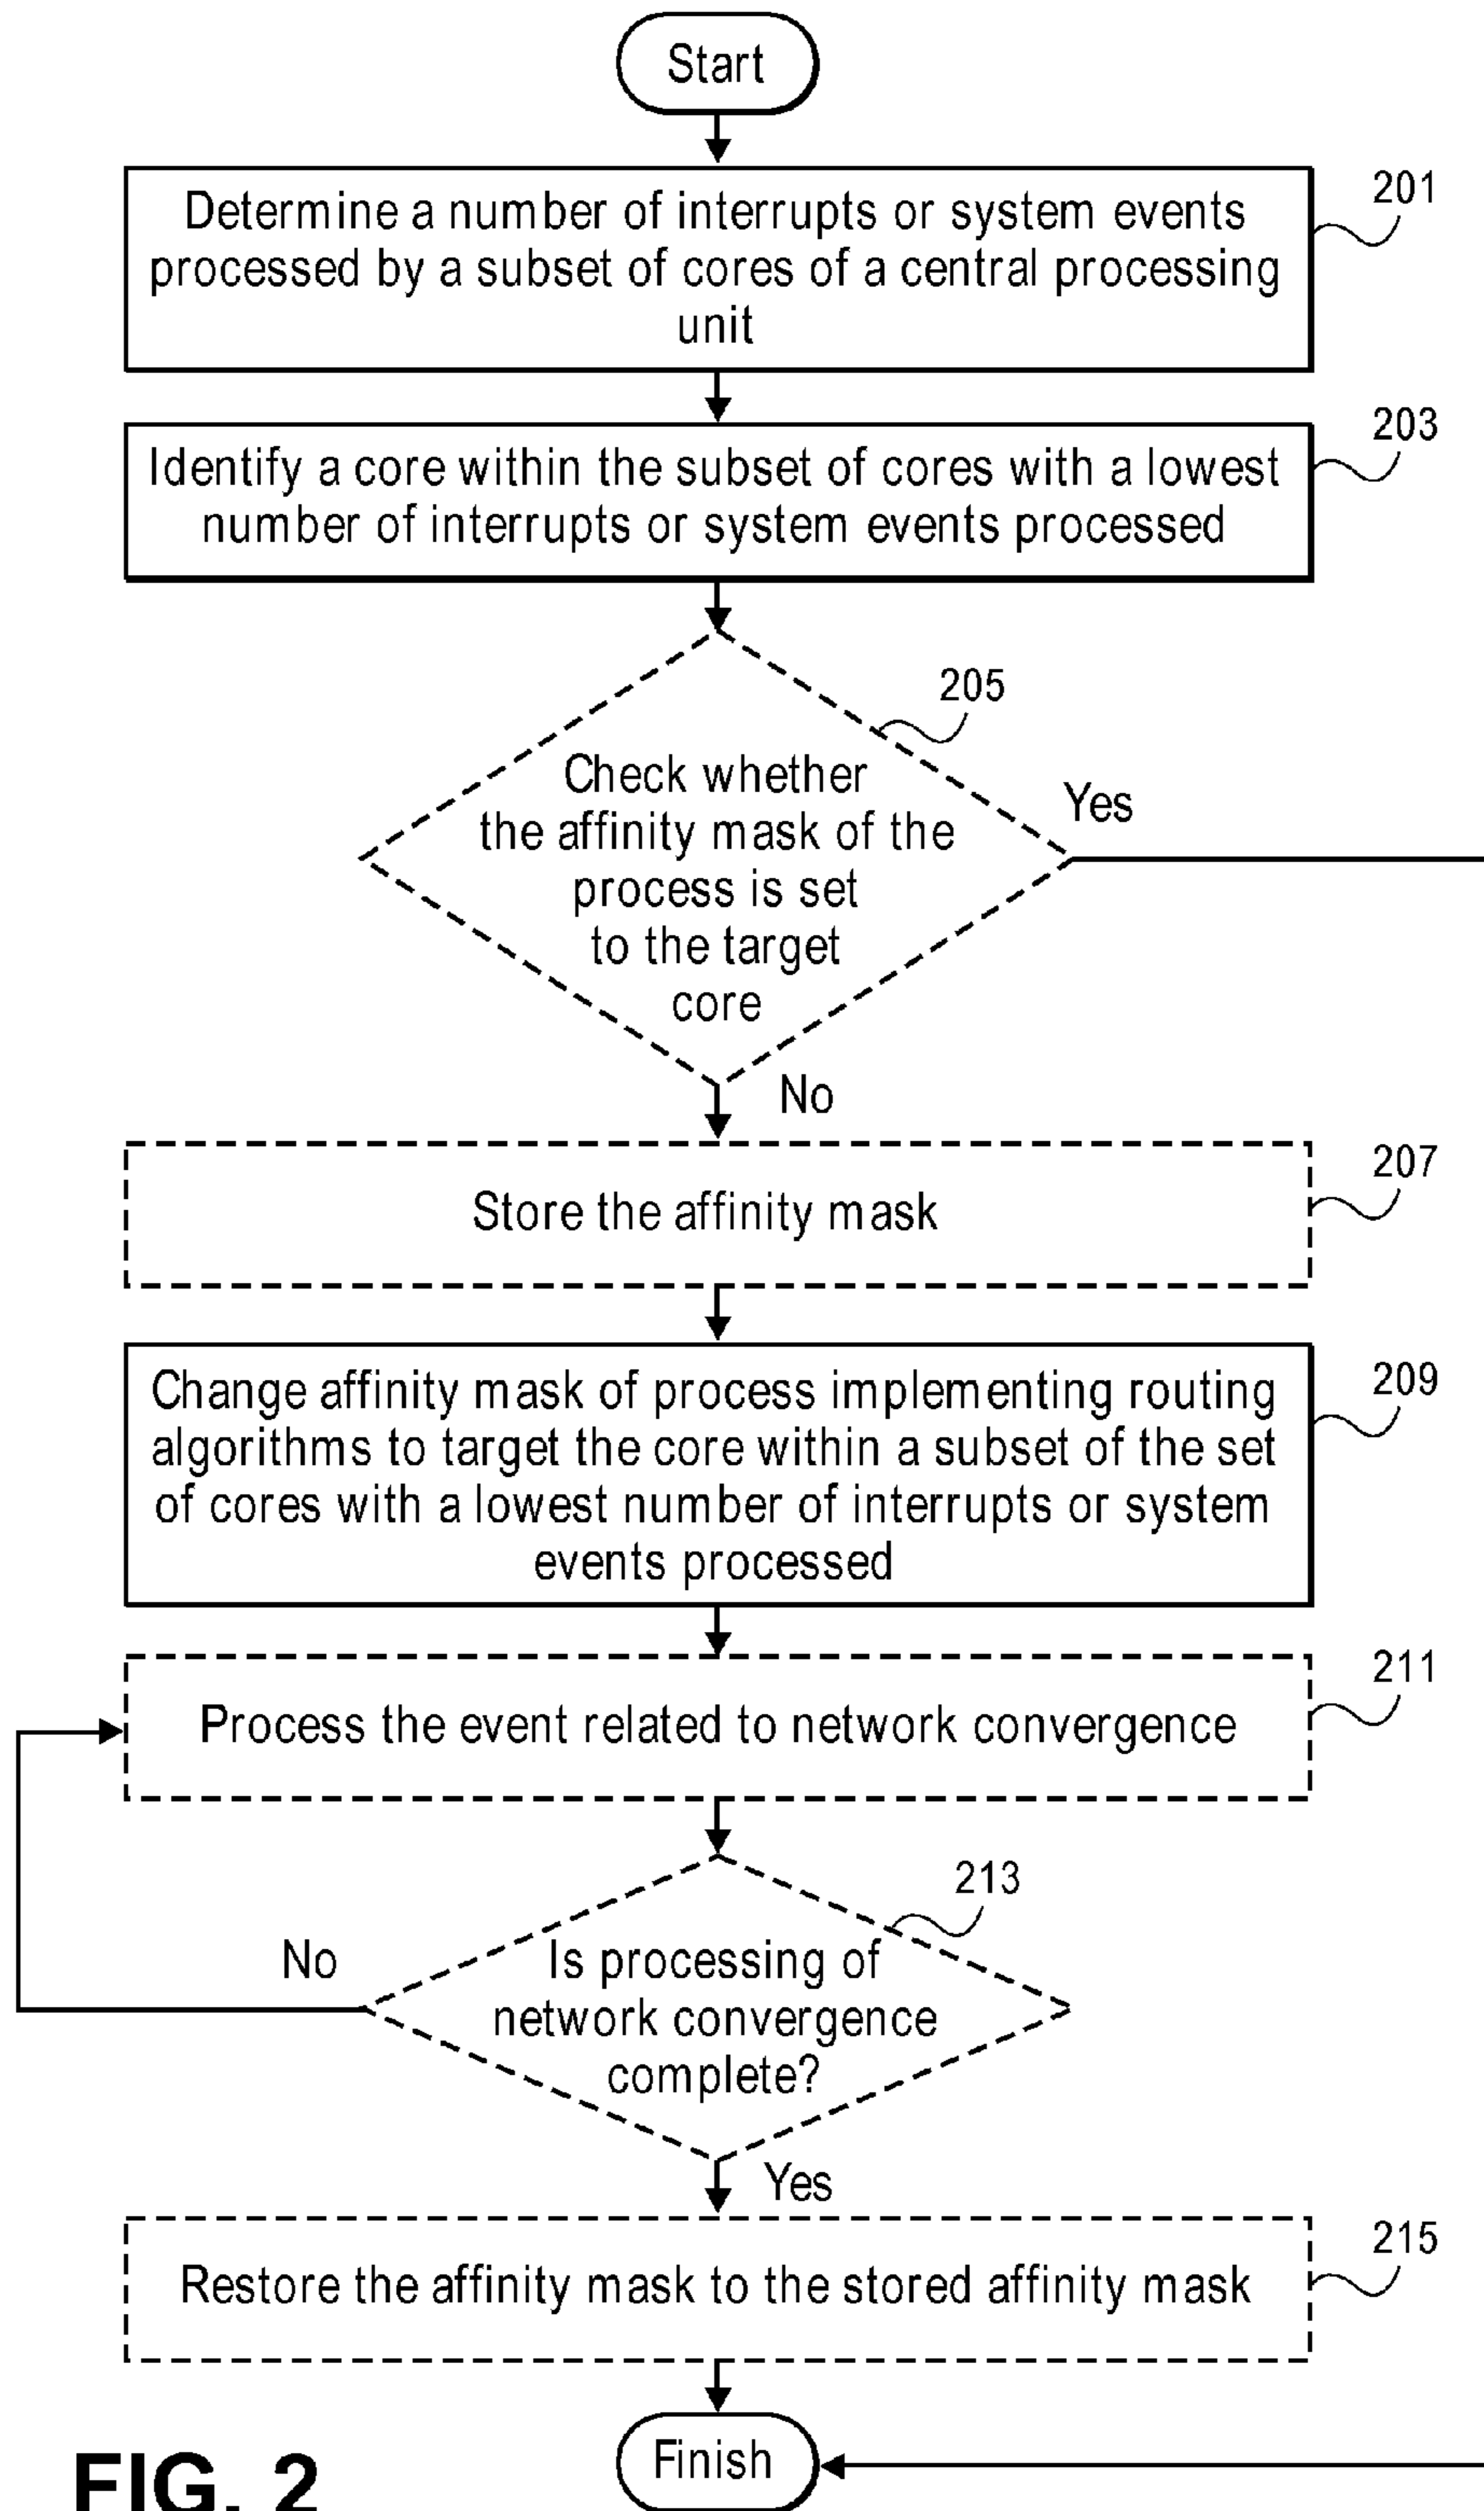 Start
201
Determine a number of interrupts or system events
processed by a subset of cores of a central processing
unit
203
Identify a core within the subset of cores with a lowest
number of interrupts or system events processed
205
Check whether
the affinity mask of the
process is set
to the target
core
Yes
No
207
Store the affinity mask
209
Change affinity mask of process implementing routing
algorithms to target the core within a subset of the set
of cores with a lowest number of interrupts or system
events processed
211
Process the event related to network convergence
213
Is processing of
network convergence
complete?
No
Yes
215
Restore the affinity mask to the stored affinity mask
Finish
FIG. 2